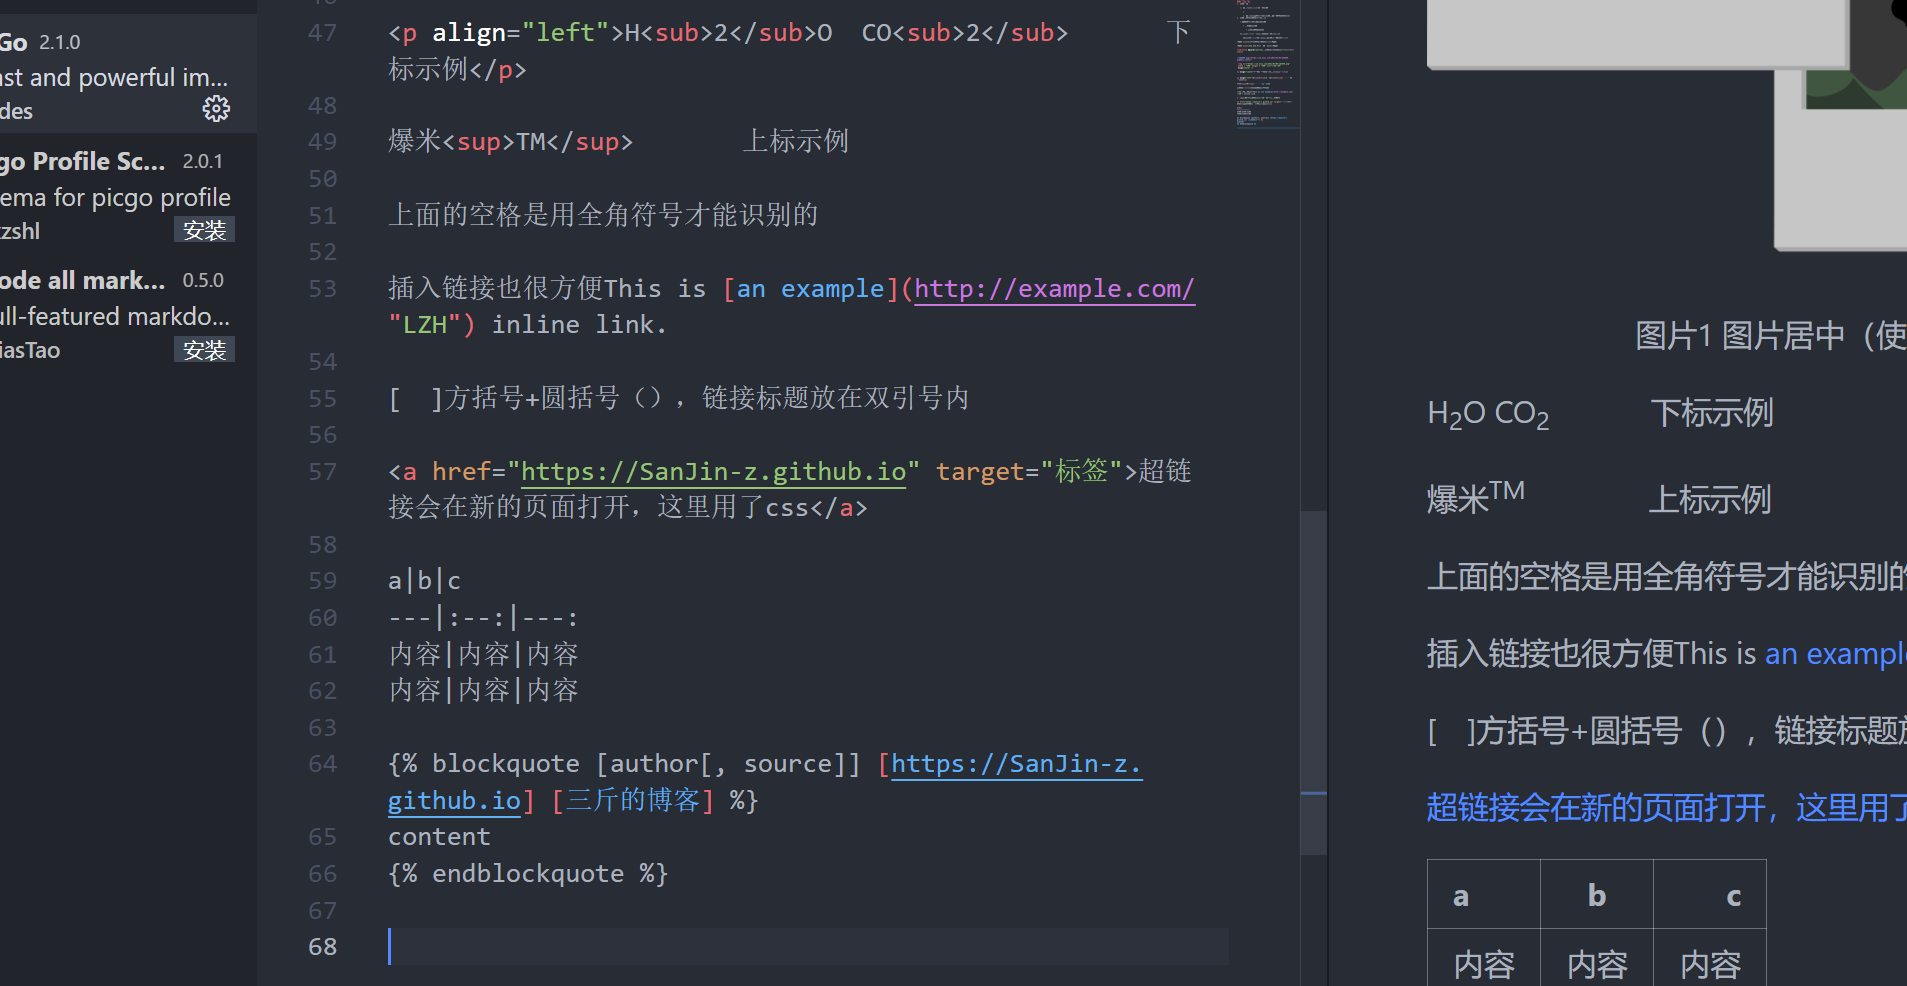 Go 2.1.0
and powerful im...
des
Profile Sc... 2.0.1
for picgo profile
zshl
安装
all mark... 0.5.0
ull-featured markdo...
iasTao
安装
47 <p align="left">H<sub>2</sub>O  CO<sub>2</sub>       下
标示例</p>
48
49 爆米<sup>TM</sup>       上标示例
50
51 上面的空格是用全角符号才能识别的
52
53 插入链接也很方便This is [an example](http://example.com/
"LZH") inline link.
54
55 [  ]方括号+圆括号（），链接标题放在双引号内
56
57 <a href="https://SanJin-z.github.io" target="标签">超链
接会在新的页面打开，这里用了css</a>
58
59 a|b|c
60 ---|:--:|---:
61 内容|内容|内容
62 内容|内容|内容
63
64 {% blockquote [author[, source]] [https://SanJin-z.
github.io] [三斤的博客] %}
65 content
66 {% endblockquote %}
67
68
图片1 图片居中（使
H2O CO2 下标示例
爆米TM 上标示例
上面的空格是用全角符号才能识别的
插入链接也很方便This is an example
[  ]方括号+圆括号（），链接标题放
超链接会在新的页面打开，这里用了
a b c
内容 内容 内容